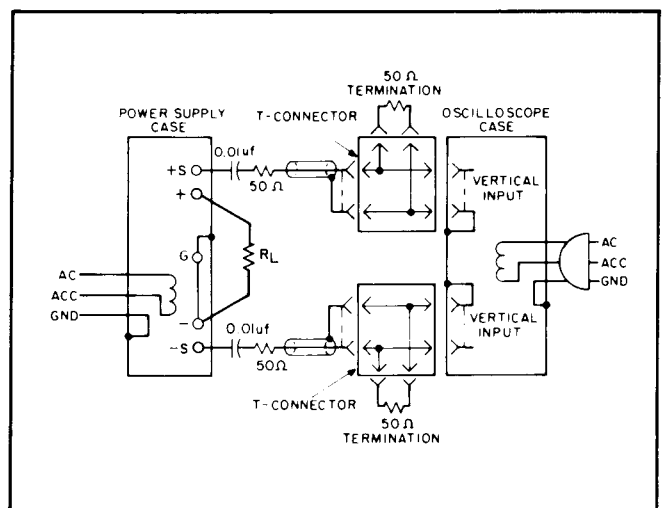 50 Ω
TERMINATION
T-CONNECTOR
POWER SUPPLY
CASE
OSCILLOSCOPE
CASE
0.01uf
+S
50 Ω
+
VERTICAL
INPUT
G
RL
AC
ACC
GND
AC
ACC
GND
-
-S
0.01uf
50Ω
VERTICAL
INPUT
T-CONNECTOR
50 Ω
TERMINATION